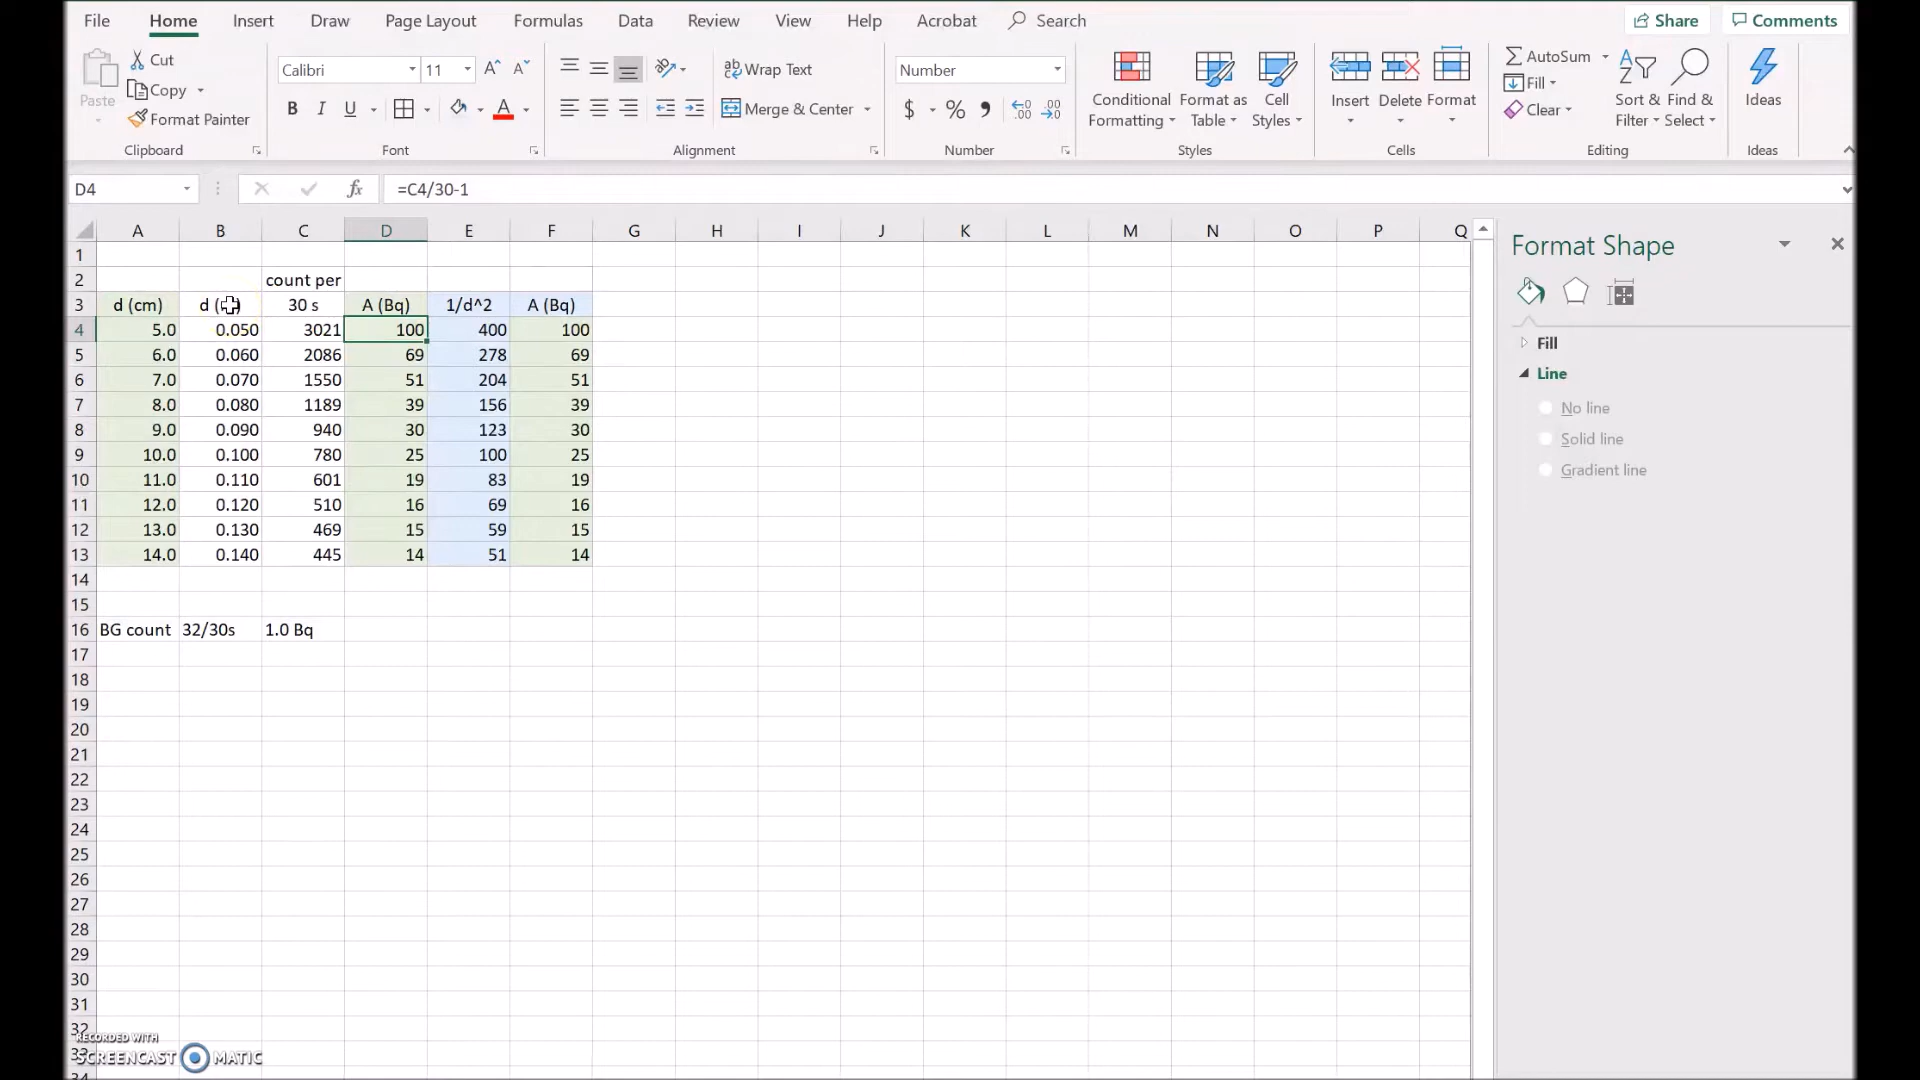 File Home Insert Draw Page Layout Formulas Data Review View Help Acrobat Search Share Comments
Paste Cut Copy Format Painter Clipboard
Calibri 11 B I U A Font
Wrap Text Merge & Center Alignment
Number $ % Number
Conditional Formatting Format as Table Cell Styles Styles
Insert Delete Format Cells
AutoSum Fill Clear Sort & Filter Find & Select Editing
Ideas Ideas
D4 fx =C4/30-1
A B C D E F G H I J K L M N O P Q
1
2 count per
3 d (cm) d ( ) 30 s A (Bq) 1/d^2 A (Bq)
4 5.0 0.050 3021 100 400 100
5 6.0 0.060 2086 69 278 69
6 7.0 0.070 1550 51 204 51
7 8.0 0.080 1189 39 156 39
8 9.0 0.090 940 30 123 30
9 10.0 0.100 780 25 100 25
10 11.0 0.110 601 19 83 19
11 12.0 0.120 510 16 69 16
12 13.0 0.130 469 15 59 15
13 14.0 0.140 445 14 51 14
14
15
16 BG count 32/30s 1.0 Bq
17
18
19
20
21
22
23
24
25
26
27
28
29
30
31
32
33
34
Format Shape
Fill
Line
No line
Solid line
Gradient line
RECORDED WITH
SCREENCAST MATIC